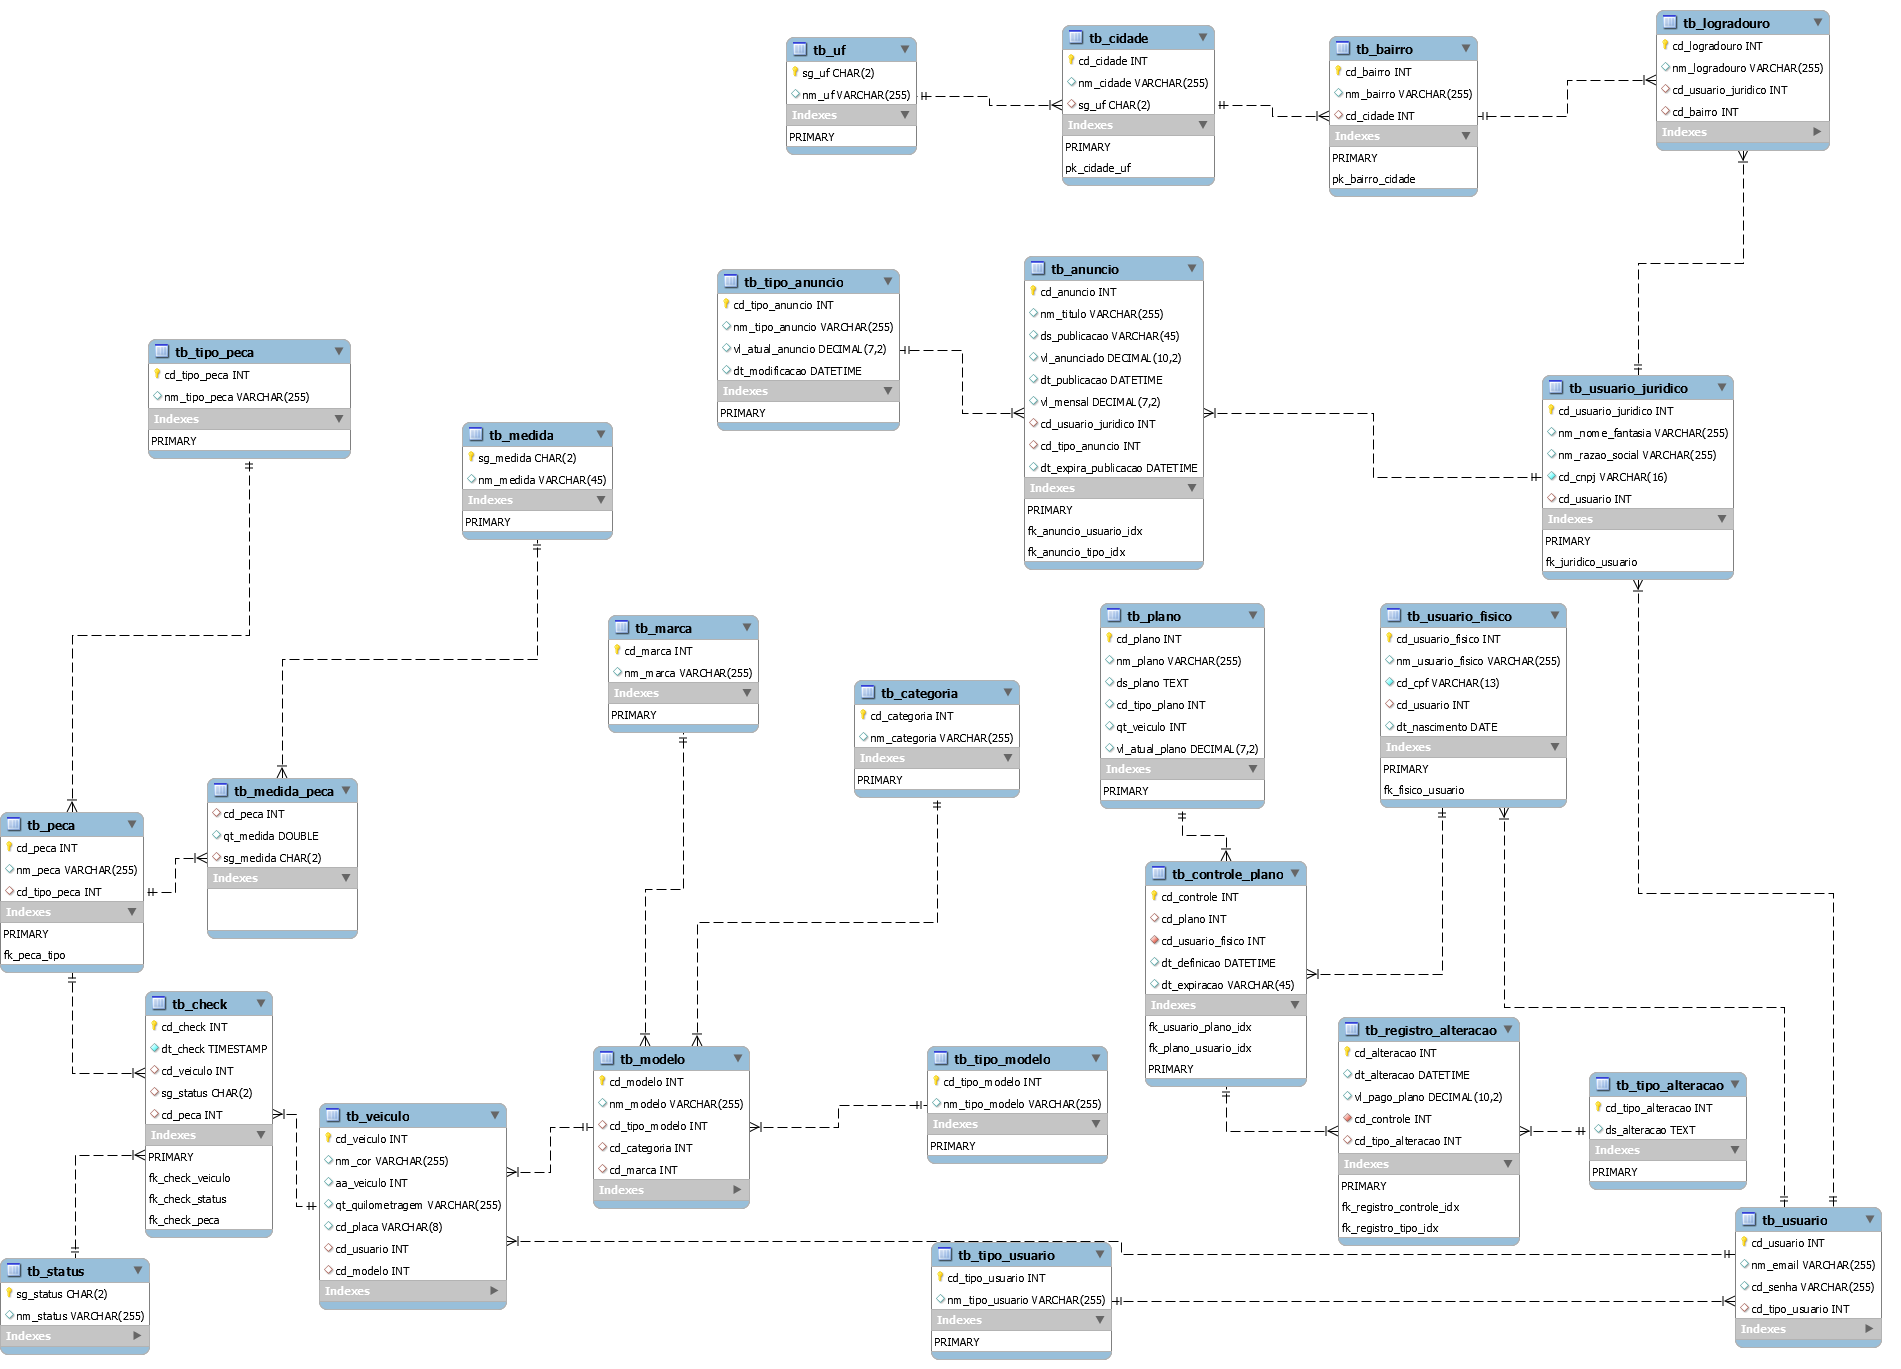 tb_uf
sg_uf CHAR(2)
nm_uf VARCHAR(255)
Indexes
PRIMARY
tb_cidade
cd_cidade INT
nm_cidade VARCHAR(255)
sg_uf CHAR(2)
Indexes
PRIMARY
pk_cidade_uf
tb_bairro
cd_bairro INT
nm_bairro VARCHAR(255)
cd_cidade INT
Indexes
PRIMARY
pk_bairro_cidade
tb_logradouro
cd_logradouro INT
nm_logradouro VARCHAR(255)
cd_usuario_juridico INT
cd_bairro INT
Indexes
tb_tipo_anuncio
cd_tipo_anuncio INT
nm_tipo_anuncio VARCHAR(255)
vl_atual_anuncio DECIMAL(7,2)
dt_modificacao DATETIME
Indexes
PRIMARY
tb_anuncio
cd_anuncio INT
nm_titulo VARCHAR(255)
ds_publicacao VARCHAR(45)
vl_anunciado DECIMAL(10,2)
dt_publicacao DATETIME
vl_mensal DECIMAL(7,2)
cd_usuario_juridico INT
cd_tipo_anuncio INT
dt_expira_publicacao DATETIME
Indexes
PRIMARY
fk_anuncio_usuario_idx
fk_anuncio_tipo_idx
tb_usuario_juridico
cd_usuario_juridico INT
nm_nome_fantasia VARCHAR(255)
nm_razao_social VARCHAR(255)
cd_cnpj VARCHAR(16)
cd_usuario INT
Indexes
PRIMARY
fk_juridico_usuario
tb_tipo_peca
cd_tipo_peca INT
nm_tipo_peca VARCHAR(255)
Indexes
PRIMARY
tb_medida
sg_medida CHAR(2)
nm_medida VARCHAR(45)
Indexes
PRIMARY
tb_marca
cd_marca INT
nm_marca VARCHAR(255)
Indexes
PRIMARY
tb_categoria
cd_categoria INT
nm_categoria VARCHAR(255)
Indexes
PRIMARY
tb_plano
cd_plano INT
nm_plano VARCHAR(255)
ds_plano TEXT
cd_tipo_plano INT
qt_veiculo INT
vl_atual_plano DECIMAL(7,2)
Indexes
PRIMARY
tb_usuario_fisico
cd_usuario_fisico INT
nm_usuario_fisico VARCHAR(255)
cd_cpf VARCHAR(13)
cd_usuario INT
dt_nascimento DATE
Indexes
PRIMARY
fk_fisico_usuario
tb_peca
cd_peca INT
nm_peca VARCHAR(255)
cd_tipo_peca INT
Indexes
PRIMARY
fk_peca_tipo
tb_medida_peca
cd_peca INT
qt_medida DOUBLE
sg_medida CHAR(2)
Indexes
tb_controle_plano
cd_controle INT
cd_plano INT
cd_usuario_fisico INT
dt_definicao DATETIME
dt_expiracao VARCHAR(45)
Indexes
fk_usuario_plano_idx
fk_plano_usuario_idx
PRIMARY
tb_check
cd_check INT
dt_check TIMESTAMP
cd_veiculo INT
sg_status CHAR(2)
cd_peca INT
Indexes
PRIMARY
fk_check_veiculo
fk_check_status
fk_check_peca
tb_veiculo
cd_veiculo INT
nm_cor VARCHAR(255)
aa_veiculo INT
qt_quilometragem VARCHAR(255)
cd_placa VARCHAR(8)
cd_usuario INT
cd_modelo INT
Indexes
tb_modelo
cd_modelo INT
nm_modelo VARCHAR(255)
cd_tipo_modelo INT
cd_categoria INT
cd_marca INT
Indexes
tb_tipo_modelo
cd_tipo_modelo INT
nm_tipo_modelo VARCHAR(255)
Indexes
PRIMARY
tb_registro_alteracao
cd_alteracao INT
dt_alteracao DATETIME
vl_pago_plano DECIMAL(10,2)
cd_controle INT
cd_tipo_alteracao INT
Indexes
PRIMARY
fk_registro_controle_idx
fk_registro_tipo_idx
tb_tipo_alteracao
cd_tipo_alteracao INT
ds_alteracao TEXT
Indexes
PRIMARY
tb_status
sg_status CHAR(2)
nm_status VARCHAR(255)
Indexes
tb_tipo_usuario
cd_tipo_usuario INT
nm_tipo_usuario VARCHAR(255)
Indexes
PRIMARY
tb_usuario
cd_usuario INT
nm_email VARCHAR(255)
cd_senha VARCHAR(255)
cd_tipo_usuario INT
Indexes